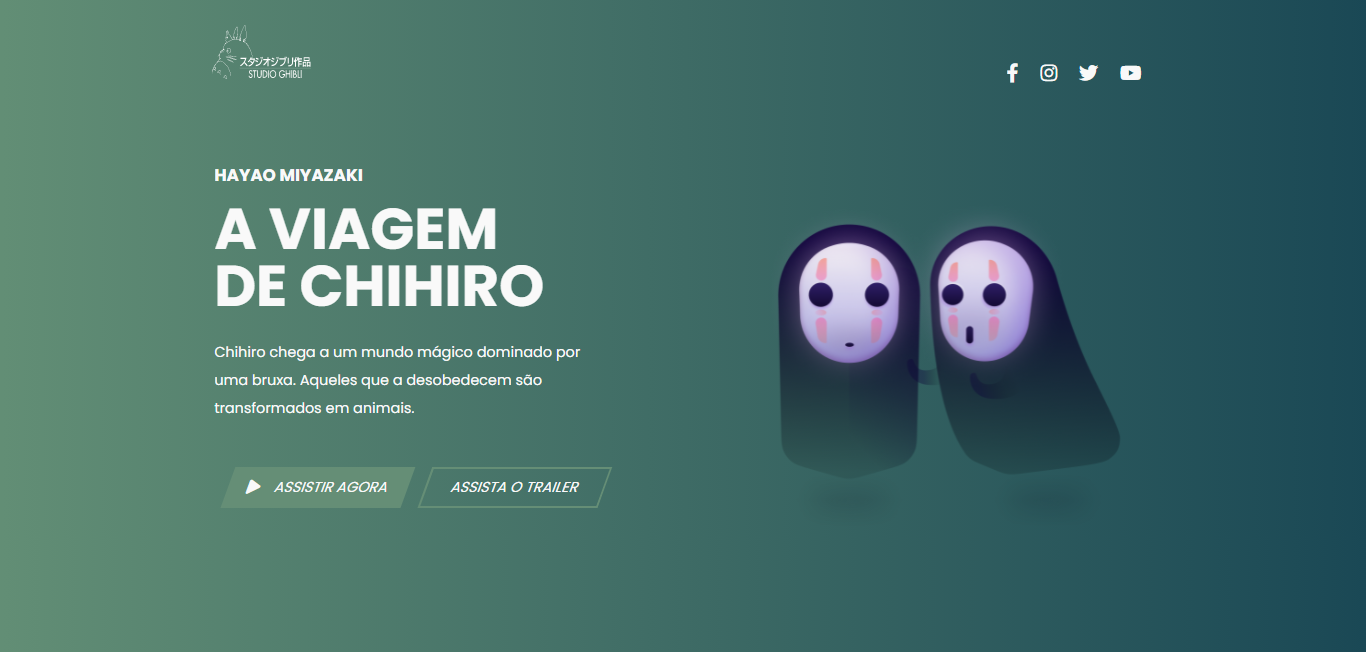 スタジオジブリ作品
STUDIO GHIBLI
HAYAO MIYAZAKI
A VIAGEM
DE CHIHIRO
Chihiro chega a um mundo mágico dominado por
uma bruxa. Aqueles que a desobedecem são
transformados em animais.
ASSISTIR AGORA
ASSISTA O TRAILER